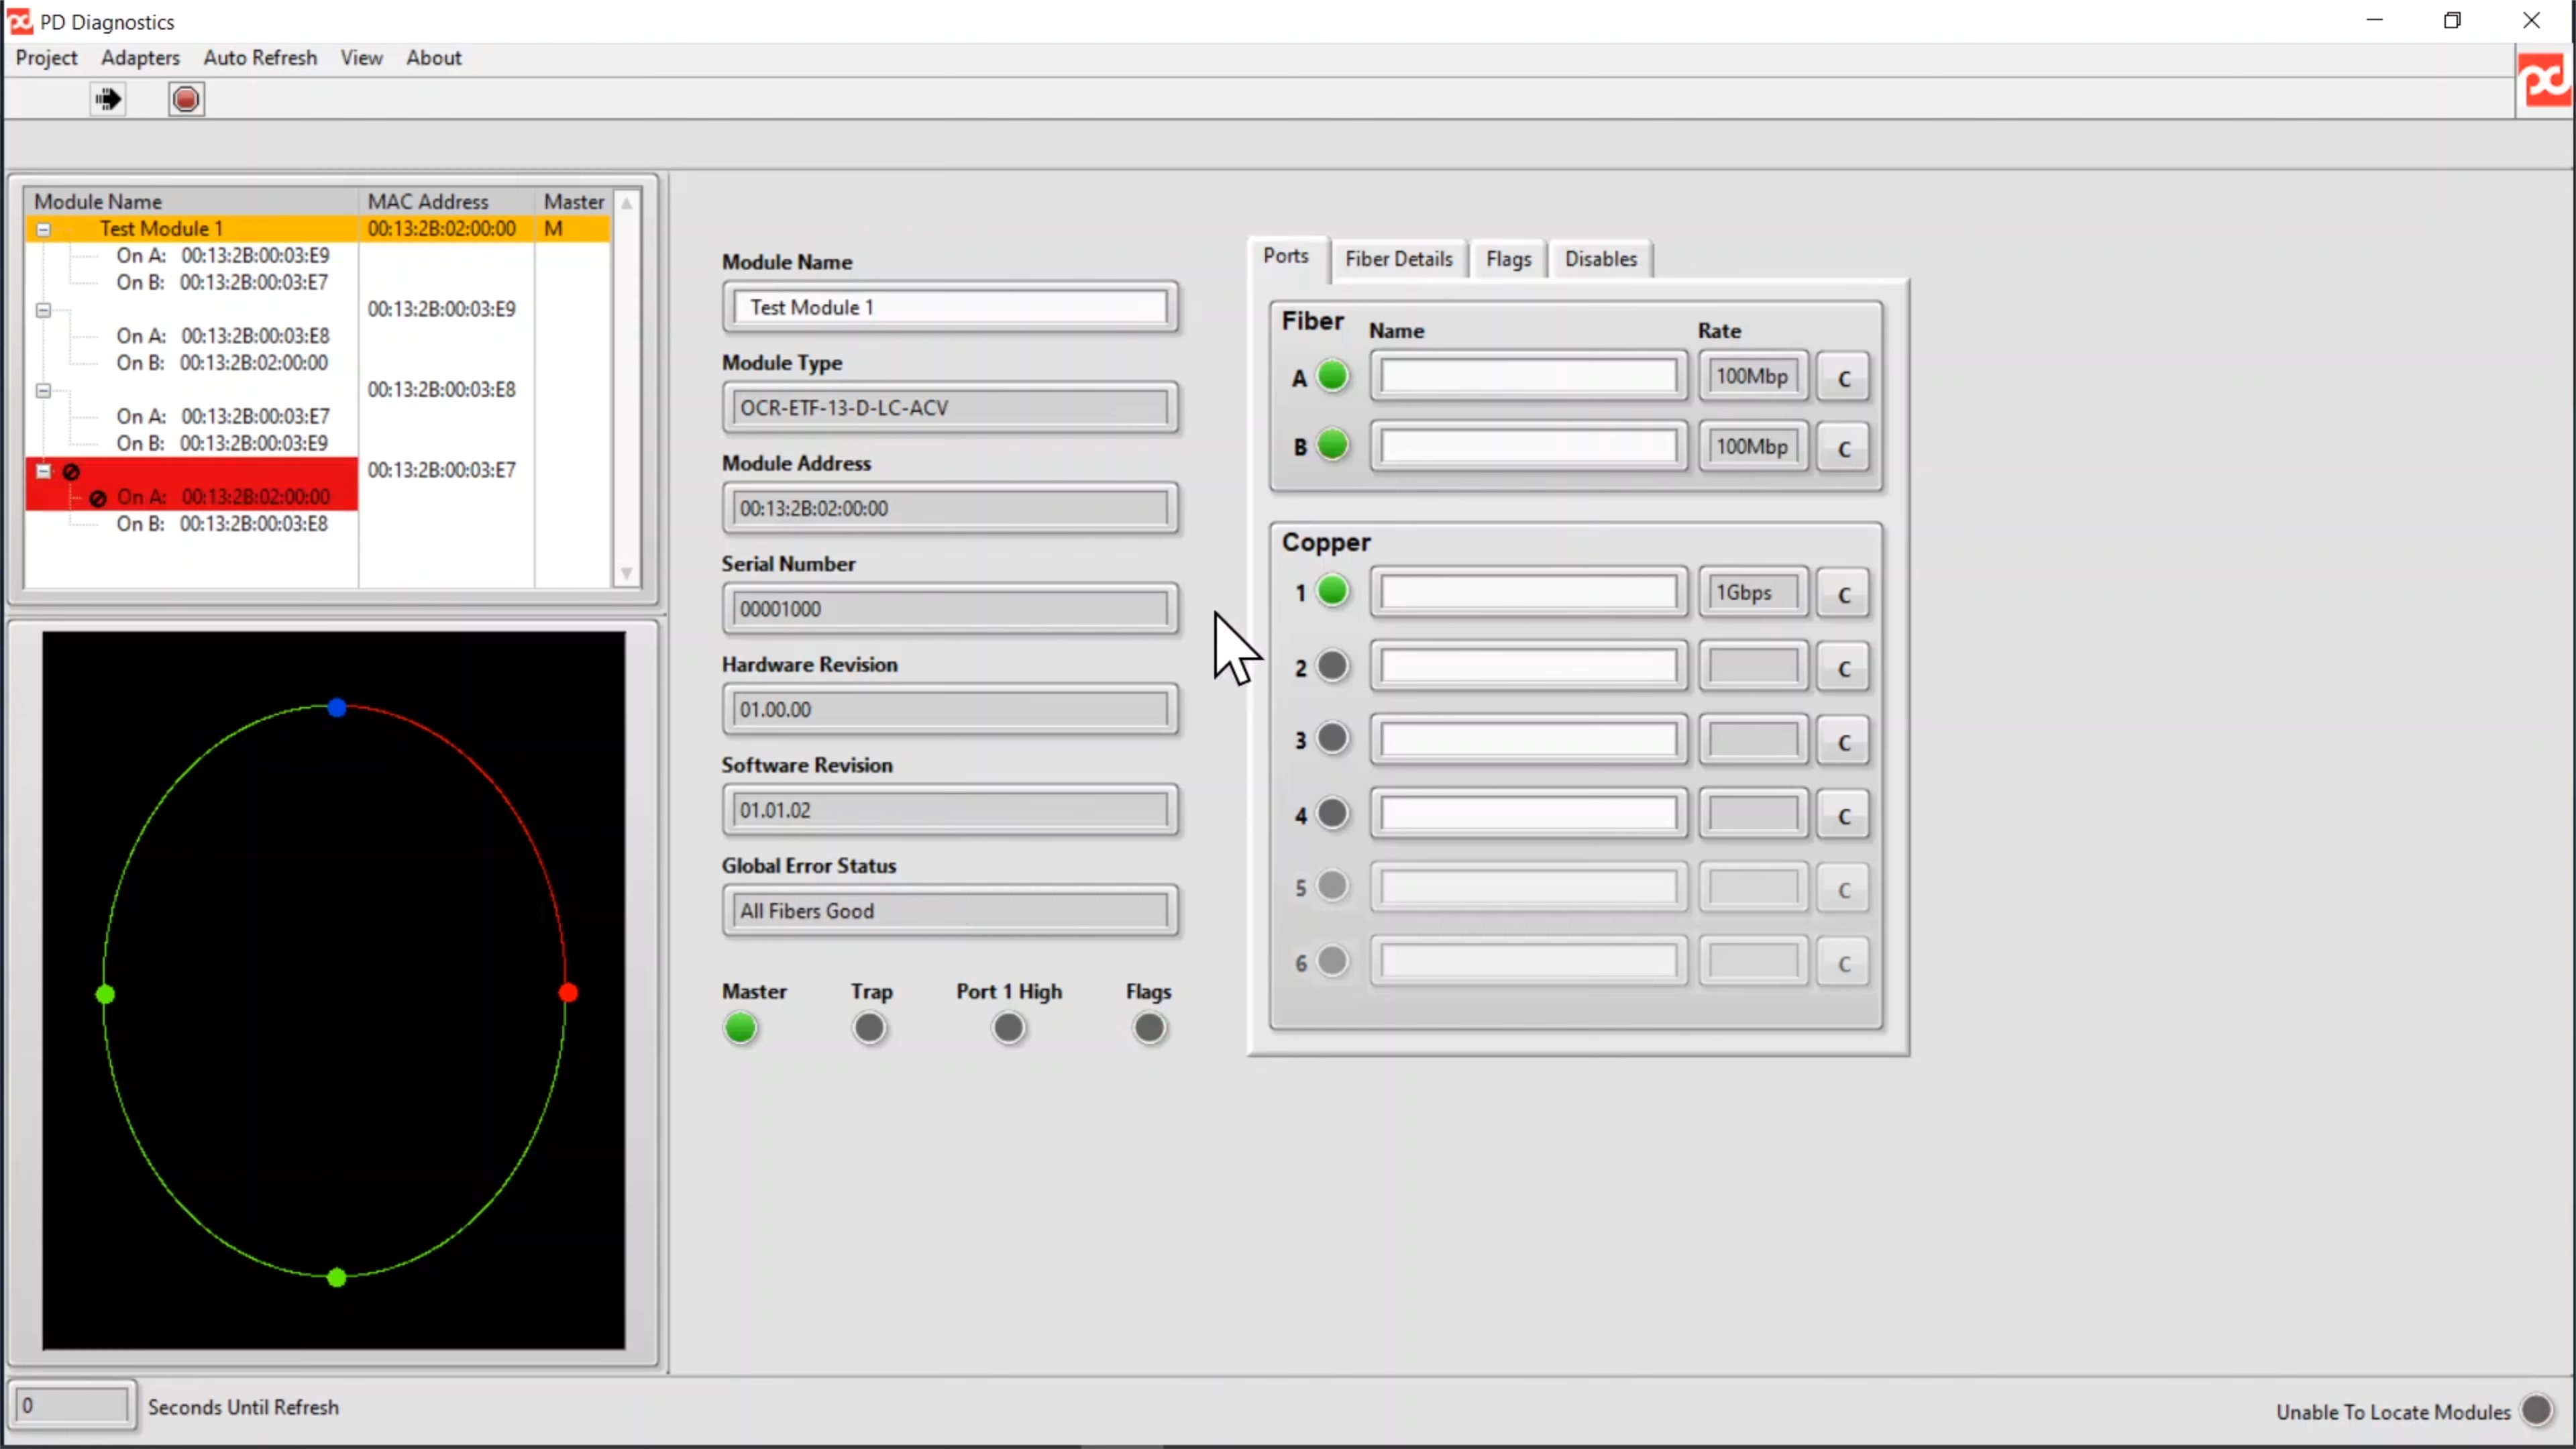 PD Diagnostics
Project Adapters Auto Refresh View About
Module Name MAC Address Master
Test Module 1 00:13:2B:02:00:00 M
On A: 00:13:2B:00:03:E9
On B: 00:13:2B:00:03:E7
00:13:2B:00:03:E9
On A: 00:13:2B:00:03:E8
On B: 00:13:2B:02:00:00
00:13:2B:00:03:E8
On A: 00:13:2B:00:03:E7
On B: 00:13:2B:00:03:E9
00:13:2B:00:03:E7
On A: 00:13:2B:02:00:00
On B: 00:13:2B:00:03:E8
0 Seconds Until Refresh
Module Name
Test Module 1
Module Type
OCR-ETF-13-D-LC-ACV
Module Address
00:13:2B:02:00:00
Serial Number
00001000
Hardware Revision
01.00.00
Software Revision
01.01.02
Global Error Status
All Fibers Good
Master Trap Port 1 High Flags
Ports Fiber Details Flags Disables
Fiber Name Rate
A 100Mbp C
B 100Mbp C
Copper
1 1Gbps C
2 C
3 C
4 C
5 C
6 C
Unable To Locate Modules
pd